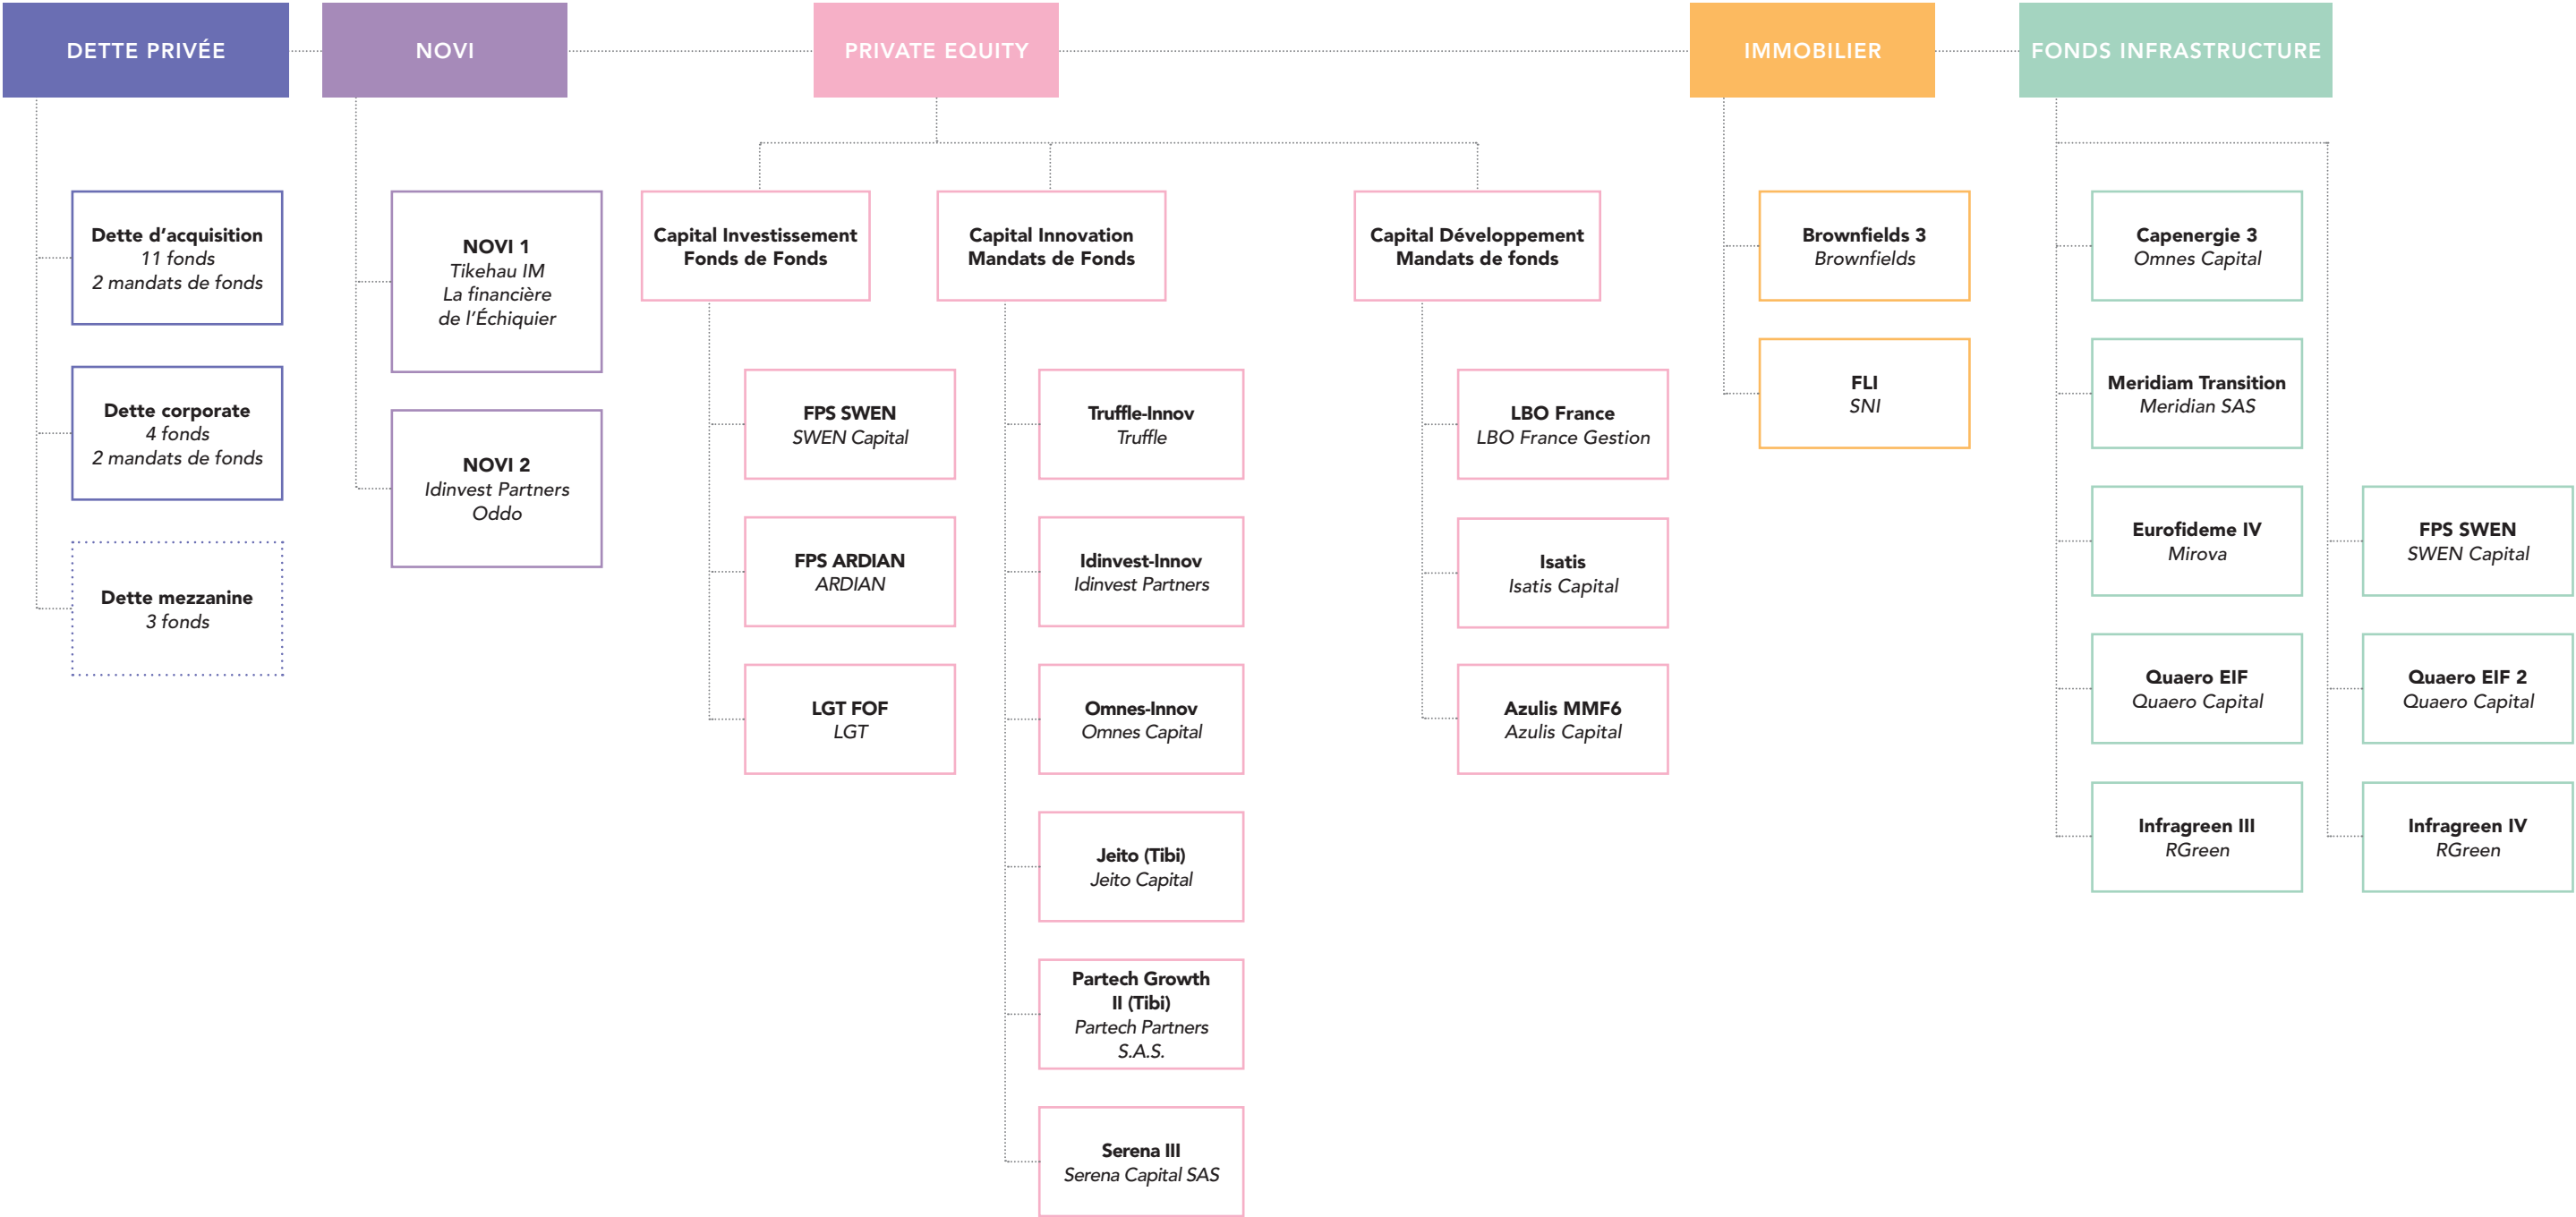 DETTE PRIVÉE
NOVI
PRIVATE EQUITY
IMMOBILIER
FONDS INFRASTRUCTURE
Dette d’acquisition
11 fonds
2 mandats de fonds
Dette corporate
4 fonds
2 mandats de fonds
Dette mezzanine
3 fonds
NOVI 1
Tikehau IM
La financière
de l’Échiquier
NOVI 2
Idinvest Partners
Oddo
Capital Investissement
Fonds de Fonds
FPS SWEN
SWEN Capital
FPS ARDIAN
ARDIAN
LGT FOF
LGT
Capital Innovation
Mandats de Fonds
Truffle-Innov
Truffle
Idinvest-Innov
Idinvest Partners
Omnes-Innov
Omnes Capital
Jeito (Tibi)
Jeito Capital
Partech Growth
II (Tibi)
Partech Partners
S.A.S.
Serena III
Serena Capital SAS
Capital Développement
Mandats de fonds
LBO France
LBO France Gestion
Isatis
Isatis Capital
Azulis MMF6
Azulis Capital
Brownfields 3
Brownfields
FLI
SNI
Capenergie 3
Omnes Capital
Meridiam Transition
Meridian SAS
Eurofideme IV
Mirova
Quaero EIF
Quaero Capital
Infragreen III
RGreen
FPS SWEN
SWEN Capital
Quaero EIF 2
Quaero Capital
Infragreen IV
RGreen